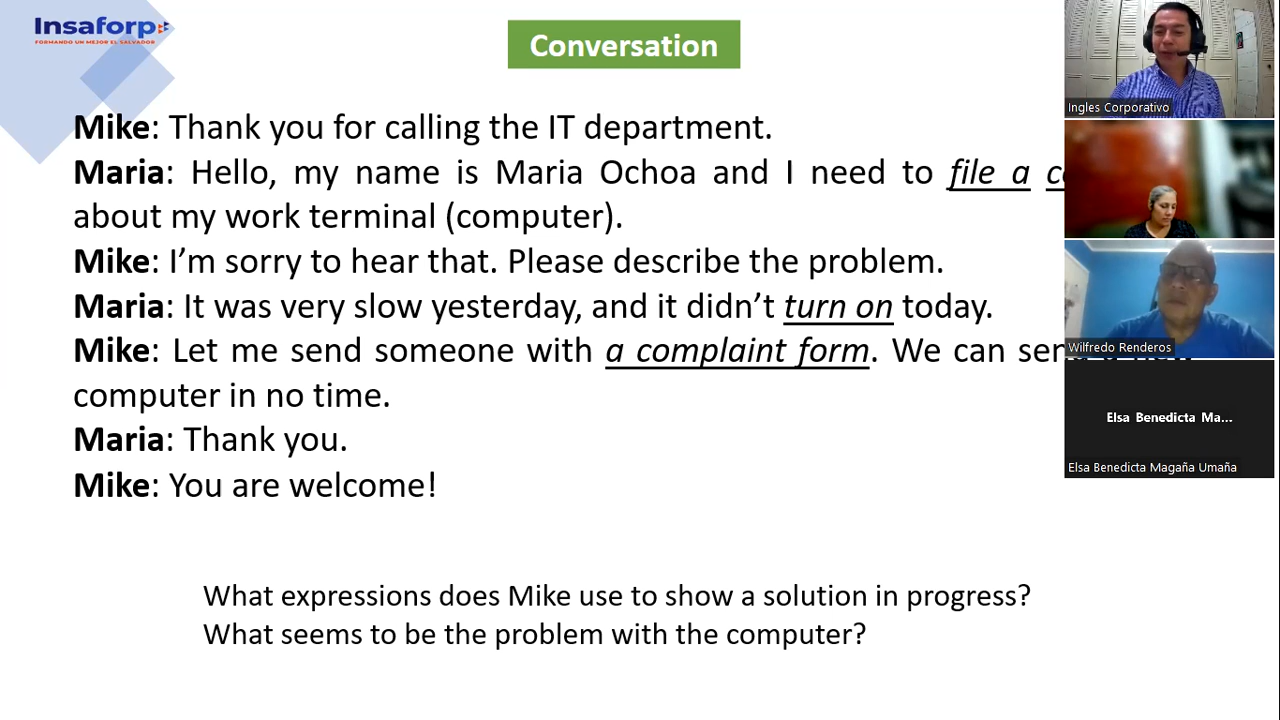 Insaforp
FORMANDO UN MEJOR EL SALVADOR
Conversation
Mike: Thank you for calling the IT department.
Maria: Hello, my name is Maria Ochoa and I need to file a
about my work terminal (computer).
Mike: I’m sorry to hear that. Please describe the problem.
Maria: It was very slow yesterday, and it didn’t turn on today.
Mike: Let me send someone with a complaint form. We can send a new
computer in no time.
Maria: Thank you.
Mike: You are welcome!
What expressions does Mike use to show a solution in progress?
What seems to be the problem with the computer?
Ingles Corporativo
Wilfredo Renderos
Elsa Benedicta Ma...
Elsa Benedicta Magaña Umaña